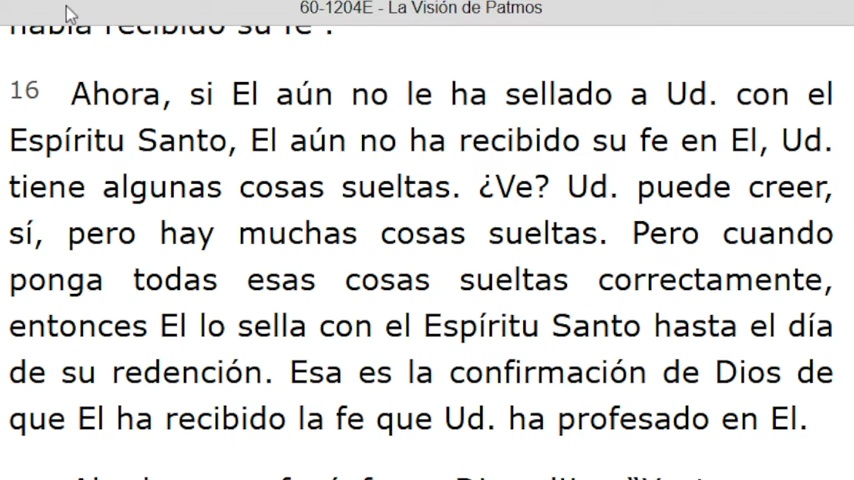 60-1204E - La Visión de Patmos
había recibido su fe".
16 Ahora, si El aún no le ha sellado a Ud. con el
Espíritu Santo, El aún no ha recibido su fe en El, Ud.
tiene algunas cosas sueltas. ¿Ve? Ud. puede creer,
sí, pero hay muchas cosas sueltas. Pero cuando
ponga todas esas cosas sueltas correctamente,
entonces El lo sella con el Espíritu Santo hasta el día
de su redención. Esa es la confirmación de Dios de
que El ha recibido la fe que Ud. ha profesado en El.